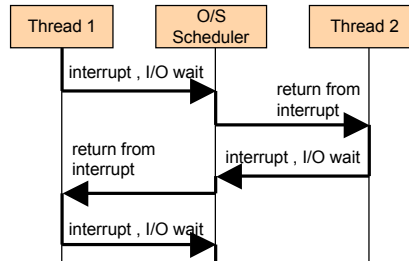 Thread 1
O/S
Scheduler
Thread 2
interrupt , I/O wait
return from
interrupt
interrupt , I/O wait
return from
interrupt
interrupt , I/O wait